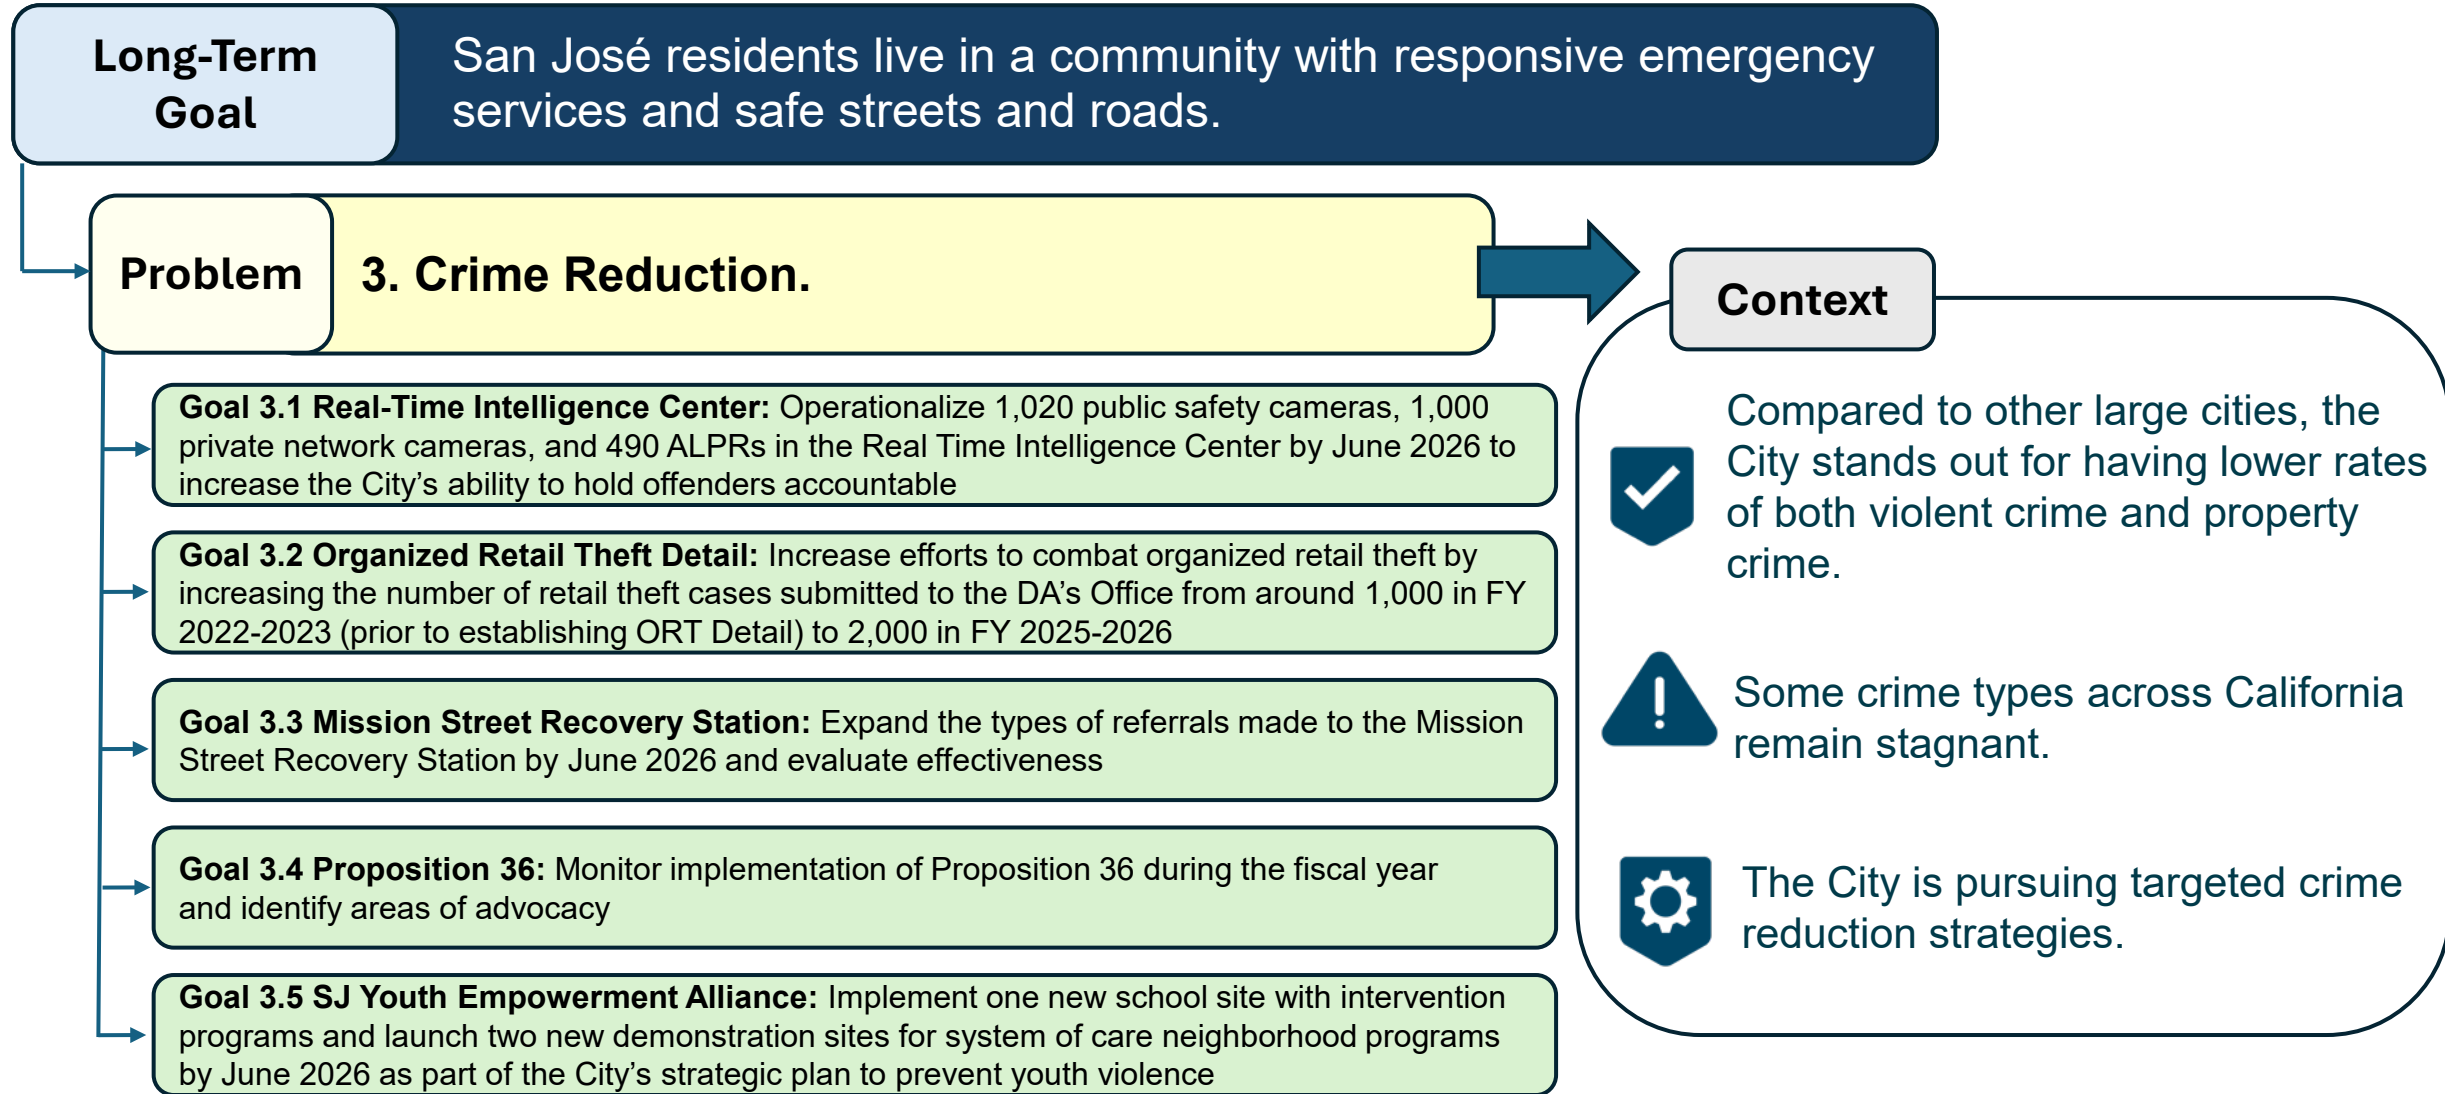 Long-Term
Goal
San José residents live in a community with responsive emergency
services and safe streets and roads.
Problem
3. Crime Reduction.
Goal 3.1 Real-Time Intelligence Center: Operationalize 1,020 public safety cameras, 1,000
private network cameras, and 490 ALPRs in the Real Time Intelligence Center by June 2026 to
increase the City’s ability to hold offenders accountable
Goal 3.2 Organized Retail Theft Detail: Increase efforts to combat organized retail theft by
increasing the number of retail theft cases submitted to the DA’s Office from around 1,000 in FY
2022-2023 (prior to establishing ORT Detail) to 2,000 in FY 2025-2026
Goal 3.3 Mission Street Recovery Station: Expand the types of referrals made to the Mission
Street Recovery Station by June 2026 and evaluate effectiveness
Goal 3.4 Proposition 36: Monitor implementation of Proposition 36 during the fiscal year
and identify areas of advocacy
Goal 3.5 SJ Youth Empowerment Alliance: Implement one new school site with intervention
programs and launch two new demonstration sites for system of care neighborhood programs
by June 2026 as part of the City’s strategic plan to prevent youth violence
Context
Compared to other large cities, the
City stands out for having lower rates
of both violent crime and property
crime.
Some crime types across California
remain stagnant.
The City is pursuing targeted crime
reduction strategies.